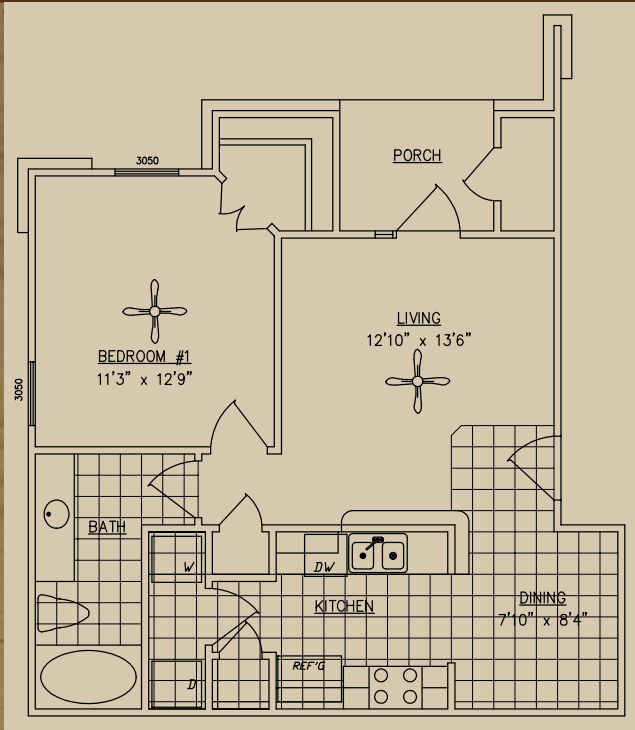 3050
PORCH
LIVING
12'10" x 13'6"
BEDROOM #1
11'3" x 12'9"
3050
BATH
W
DW
KITCHEN
DINING
7'10" x 8'4"
REF'G
D